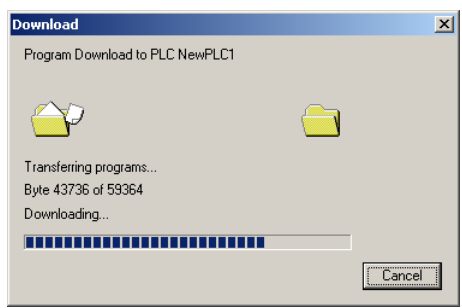 Download
Program Download to PLC NewPLC1
Transferring programs...
Byte 43736 of 59364
Downloading...
Cancel